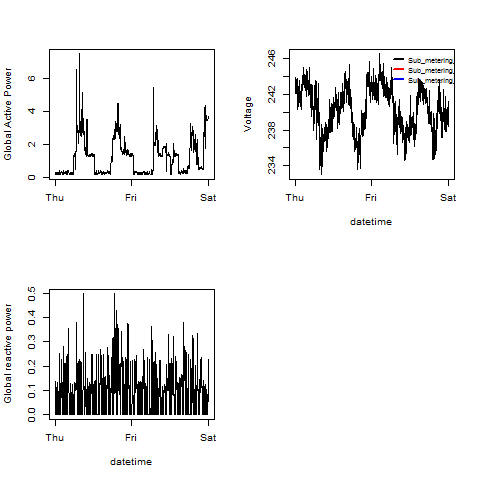 Global Active Power
6
4
2
0
Thu Fri Sat
Voltage
246
242
238
234
Sub_metering_
Sub_metering_
Sub_metering_
Thu Fri Sat
datetime
Global reactive power
0.5
0.4
0.3
0.2
0.1
0.0
Thu Fri Sat
datetime